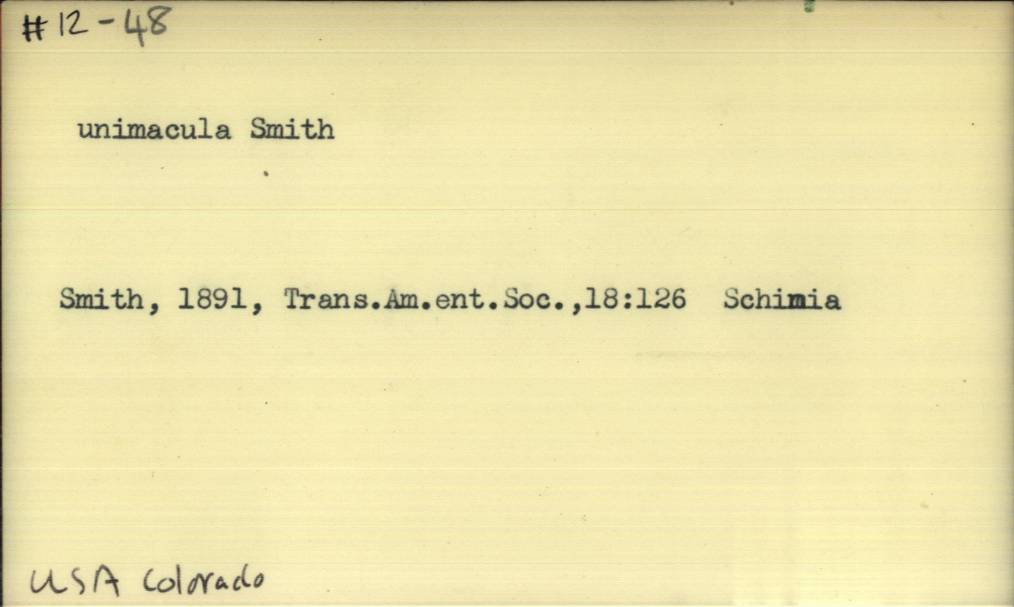 #12-48
unimacula Smith
Smith, 1891, Trans.Am.ent.Soc.,18:126 Schimia
USA Colorado